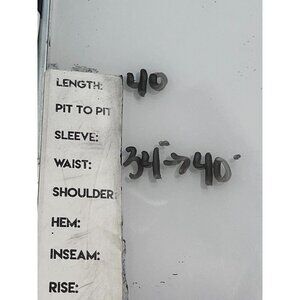 LENGTH: 40
PIT TO PIT
SLEEVE:
WAIST: 34"→40"
SHOULDER
HEM:
INSEAM:
RISE: